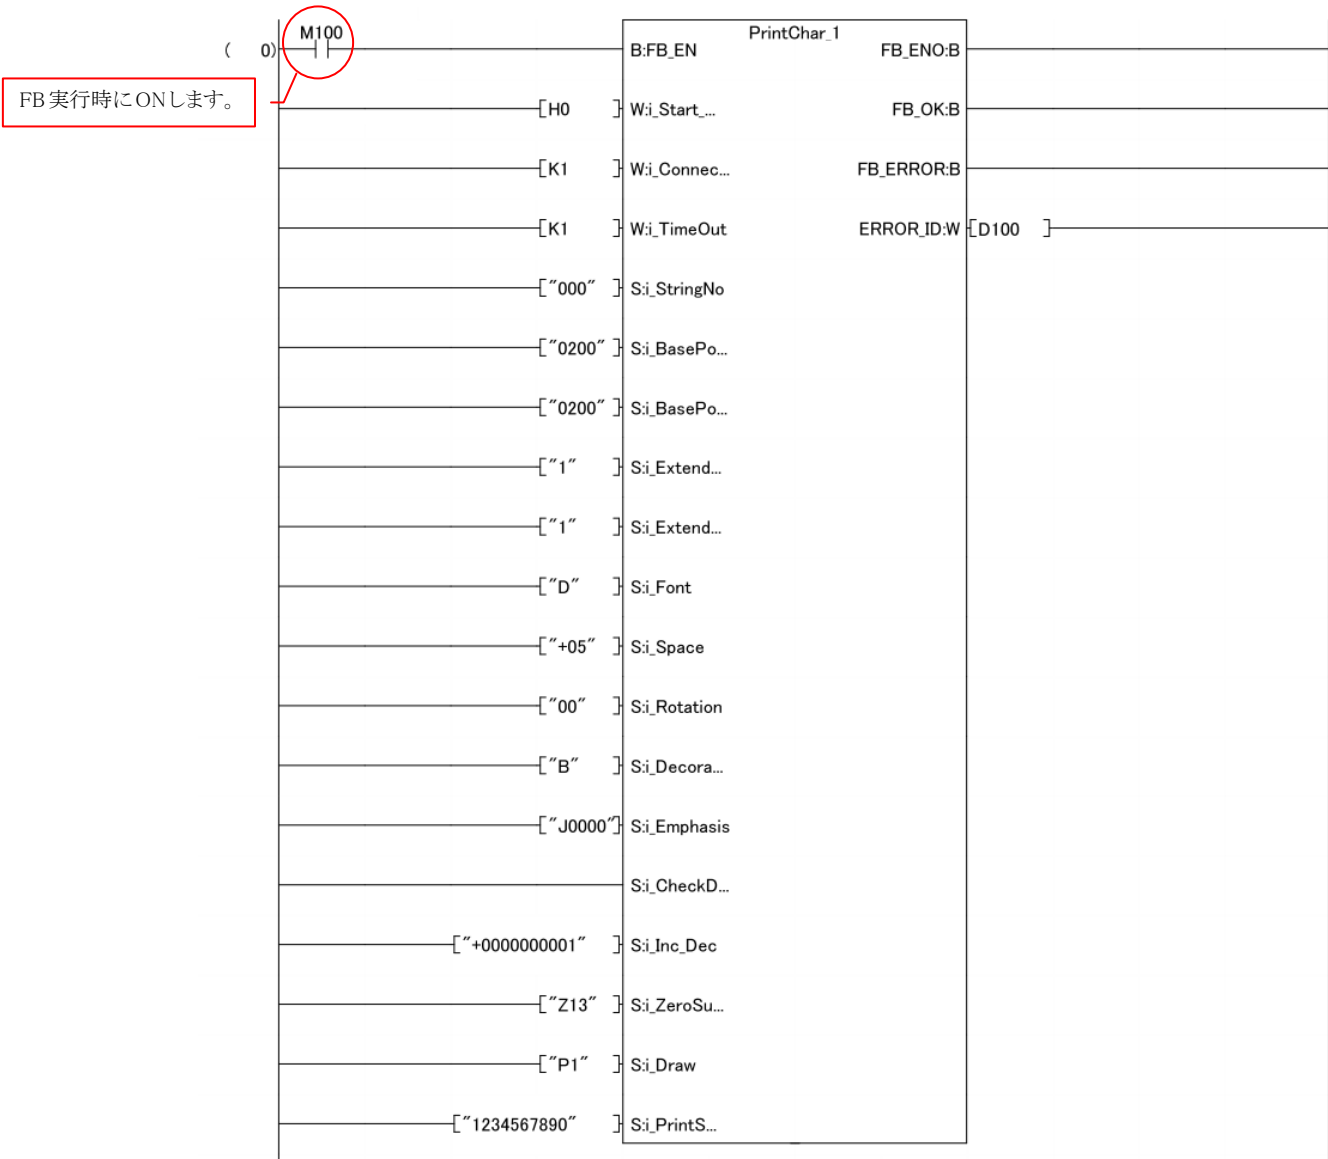 M100
PrintChar_1
( 0)
B:FB_EN
FB_ENO:B
FB 実行時にONします。
[H0 ]
W:i_Start_...
FB_OK:B
[K1 ]
W:i_Connec...
FB_ERROR:B
[K1 ]
W:i_TimeOut
ERROR_ID:W
[D100 ]
["000" ]
S:i_StringNo
["0200" ]
S:i_BasePo...
["0200" ]
S:i_BasePo...
["1" ]
S:i_Extend...
["1" ]
S:i_Extend...
["D" ]
S:i_Font
["+05" ]
S:i_Space
["00" ]
S:i_Rotation
["B" ]
S:i_Decora...
["J0000"]
S:i_Emphasis
S:i_CheckD...
["+0000000001" ]
S:i_Inc_Dec
["Z13" ]
S:i_ZeroSu...
["P1" ]
S:i_Draw
["1234567890" ]
S:i_PrintS...